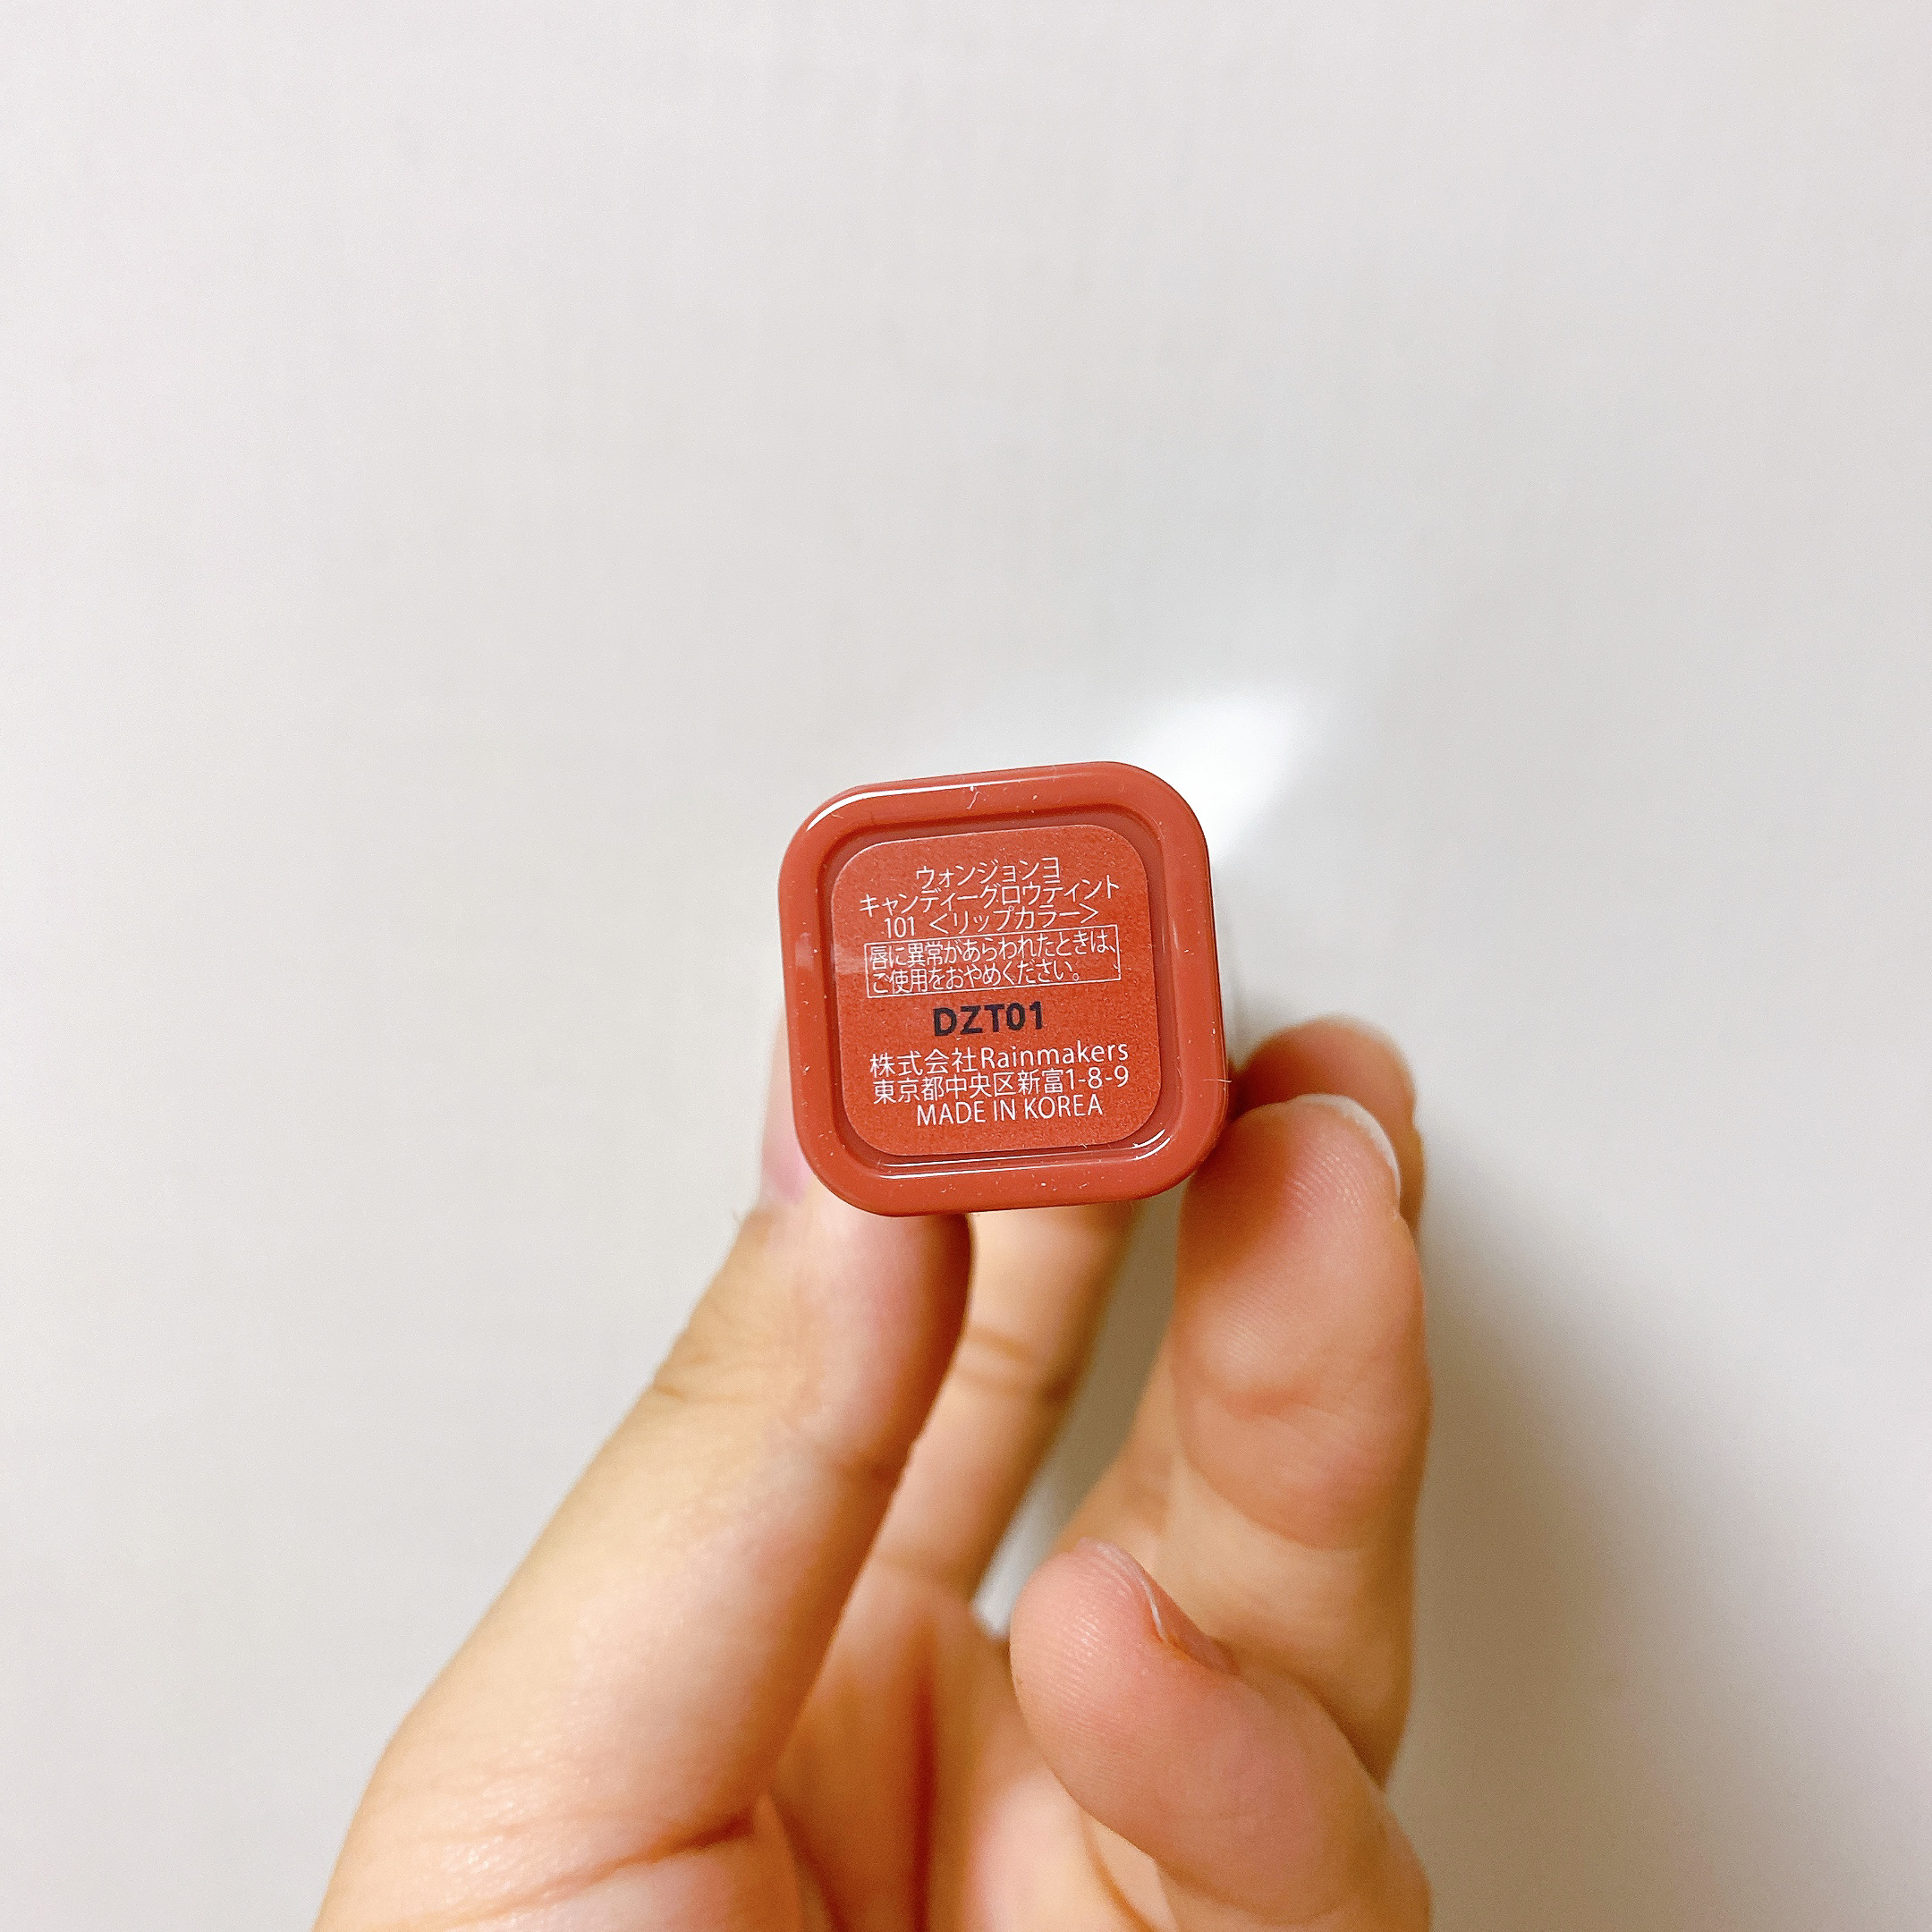 ウォンジョンヨ
キャンディーグロウティント
101 <リップカラー>
唇に異常があらわれたときは、
ご使用をおやめください。
DZT01
株式会社Rainmakers
東京都中央区新富1-8-9
MADE IN KOREA